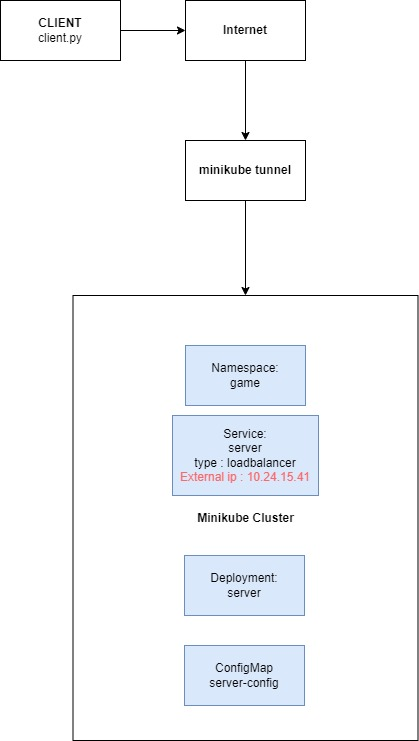 CLIENT
client.py
Internet
minikube tunnel
Namespace:
game
Service:
server
type : loadbalancer
External ip : 10.24.15.41
Minikube Cluster
Deployment:
server
ConfigMap
server-config